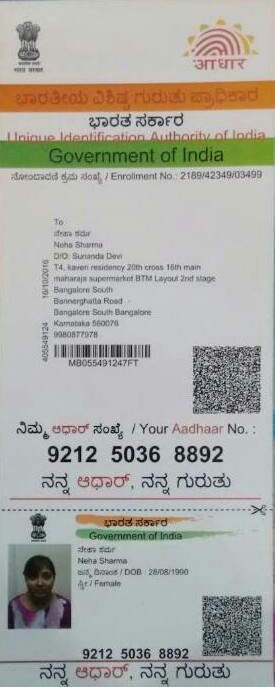 भारत सरकार
आधार
ಭಾರತೀಯ ವಿಶಿಷ್ಟ ಗುರುತು ಪ್ರಾಧಿಕಾರ
ಭಾರತ ಸರ್ಕಾರ
Unique Identification Authority of India
Government of India
ನೋಂದಾವಣೆ ಕ್ರಮ ಸಂಖ್ಯೆ / Enrollment No.: 2189/42349/03499
To
ನೇಹಾ ಶರ್ಮ
Neha Sharma
D/O: Sunanda Devi
T4, kaveri residency 20th cross 16th main
maharaja supermarket BTM Layout 2nd stage
Bangalore South
Bannerghatta Road
Bangalore South Bangalore
Karnataka 560076
9980877978
405549124 16/10/2016
MB055491247FT
ನಿಮ್ಮ ಆಧಾರ್ ಸಂಖ್ಯೆ / Your Aadhaar No. :
9212 5036 8892
ನನ್ನ ಆಧಾರ್, ನನ್ನ ಗುರುತು
ಭಾರತ ಸರ್ಕಾರ
Government of India
ನೇಹಾ ಶರ್ಮ
Neha Sharma
ಜನ್ಮ ದಿನಾಂಕ / DOB : 28/08/1990
ಸ್ತ್ರೀ / Female
9212 5036 8892
ನನ್ನ ಆಧಾರ್, ನನ್ನ ಗುರುತು